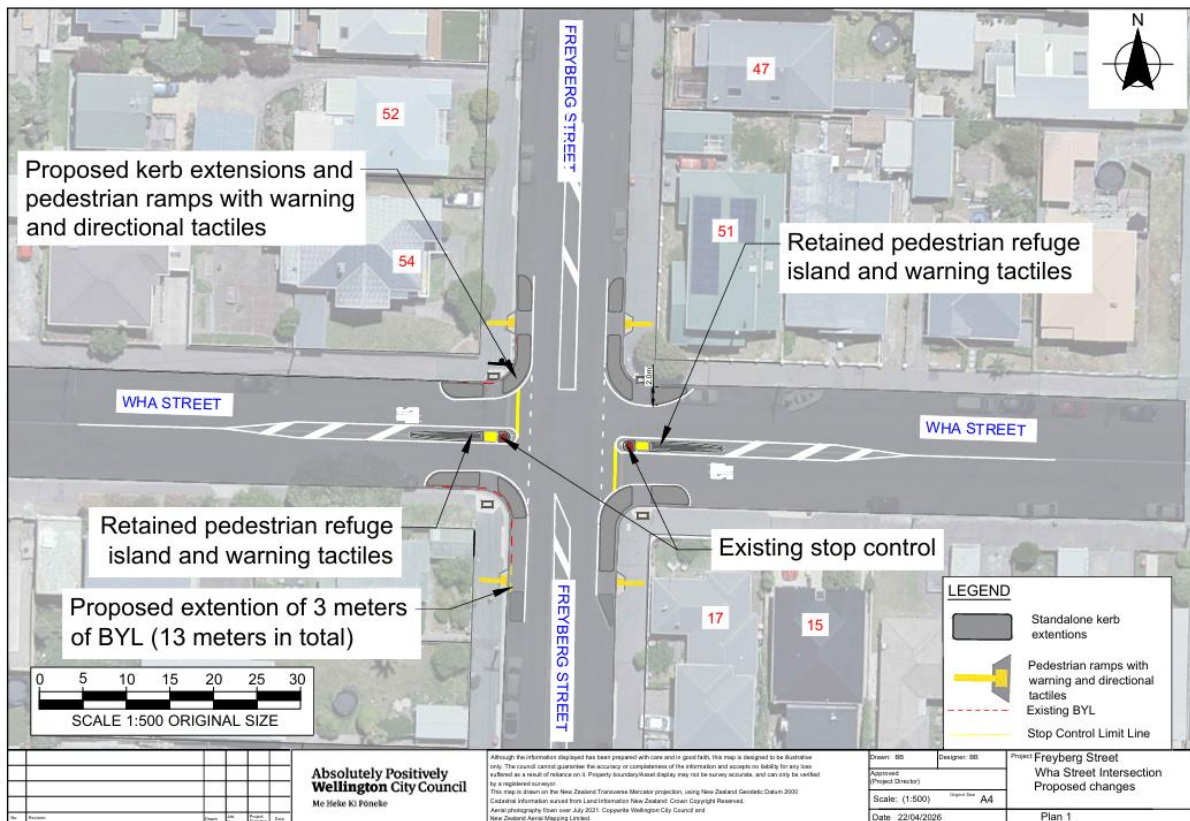 N
FREYBERG STREET
47
52
Proposed kerb extensions and
pedestrian ramps with warning
and directional tactiles
51
Retained pedestrian refuge
island and warning tactiles
54
2.0m
WHA STREET
WHA STREET
Retained pedestrian refuge
island and warning tactiles
Existing stop control
Proposed extention of 3 meters
of BYL (13 meters in total)
FREYBERG STREET
17
15
LEGEND
Standalone kerb
extentions
Pedestrian ramps with
warning and directional
tactiles
Existing BYL
Stop Control Limit Line
0 5 10 15 20 25 30
SCALE 1:500 ORIGINAL SIZE
Absolutely Positively
Wellington City Council
Me Heke Ki Pōneke
Although the information displayed has been prepared with care and in good faith, this map is designed to be illustrative
only. The council cannot guarantee the accuracy or completeness of the information and accepts no liability for any loss
suffered as a result of reliance on it. Property boundary/Asset display may not be survey accurate, and can only be verified
by a registered surveyor.
This map is drawn on the New Zealand Transverse Mercator projection, using New Zealand Geodetic Datum 2000
Cadastral information surced from Land Information New Zealand: Crown Copyright Reserved.
Aerial photography flown over July 2021. Copywrite Wellington City Council and
New Zealand Aerial Mapping Limited.
No Revision Drawn Date
Drawn: BB Designer: BB
Approved
(Project Director)
Scale: (1:500) Original Size A4
Date 22/04/2026
Project: Freyberg Street
Wha Street Intersection
Proposed changes
Plan 1